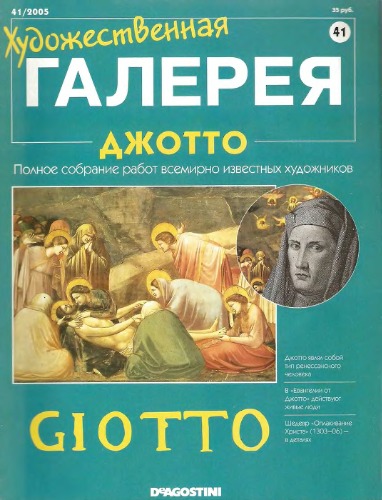 41/2005
35 руб.
Художественная
41
ГАЛЕРЕЯ
ДЖОТТО
Полное собрание работ всемирно известных художников
Джотто являл собой
тип ренессансного
человека
В «Евангелии от
Джотто» действуют
живые люди
Шедевр «Оплакивание
Христа» (1303–06) –
в деталях
GIOTTO
DEAGOSTINI